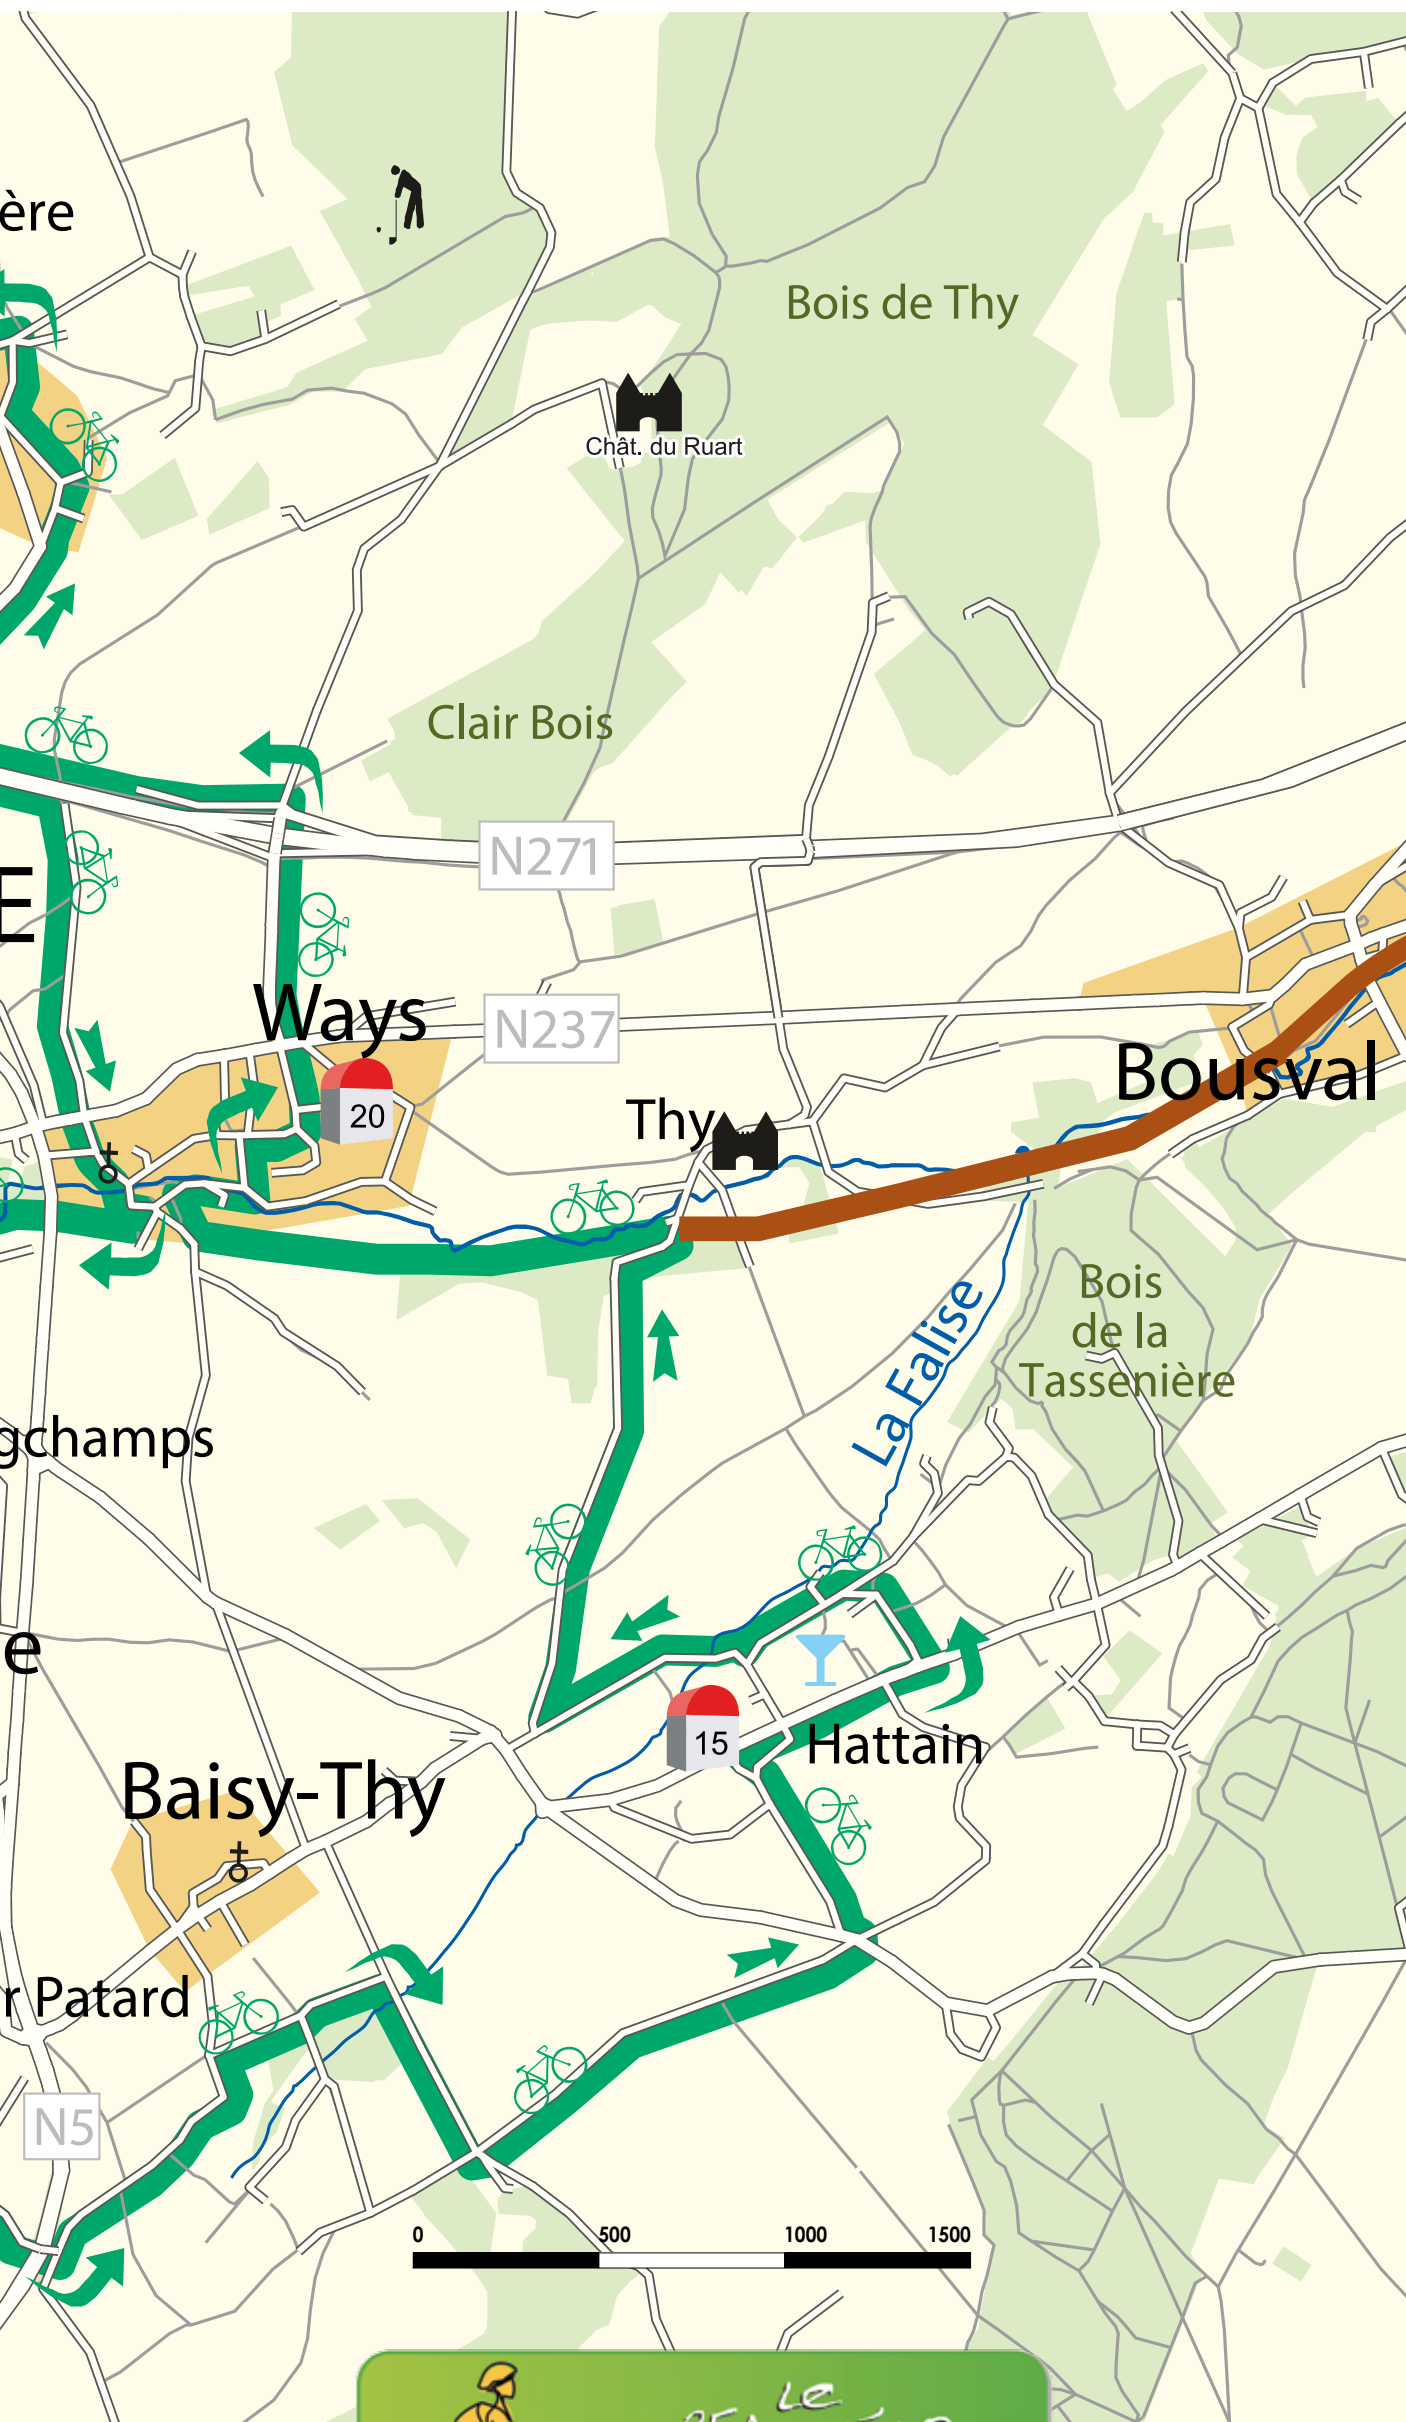 ère
Bois de Thy
Chât. du Ruart
Clair Bois
N271
E
Ways
N237
20
Thy
Bousval
La Falise
Bois
de la
Tassenière
gchamps
e
15
Hattain
Baisy-Thy
r Patard
N5
0 500 1000 1500
Le